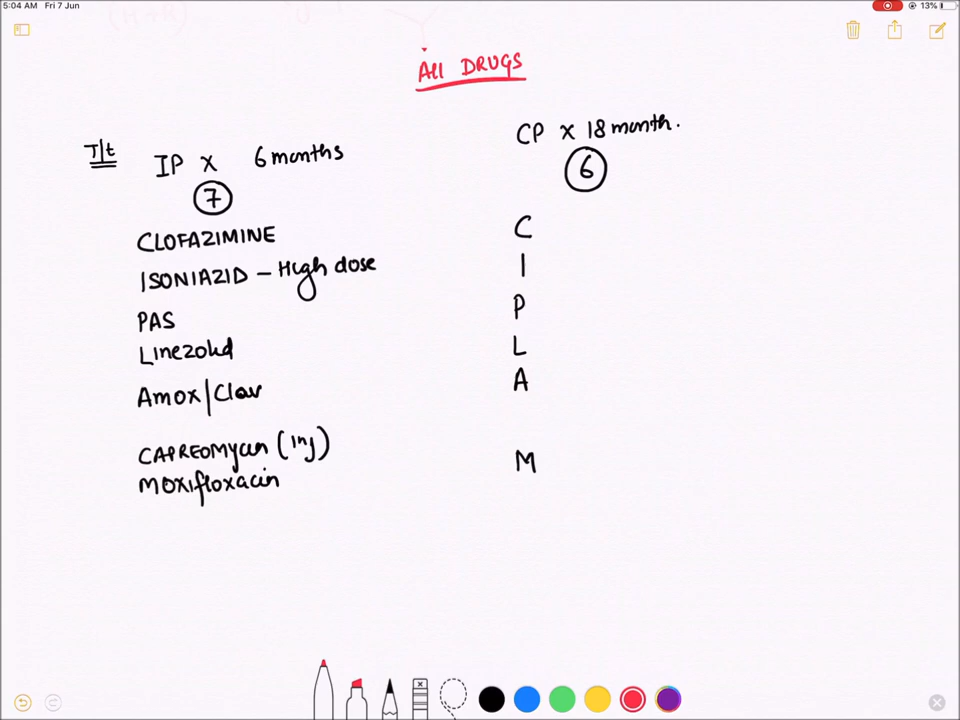 5:04 AM Fri 7 Jun
13%
All DRUGS
T|t
IP x 6 months
7
CLOFAZIMINE
ISONIAZID – High dose
PAS
Linezolid
Amox/Clav
CAPREOMycin (inj)
Moxifloxacin
CP x 18 month.
6
C
I
P
L
A
M